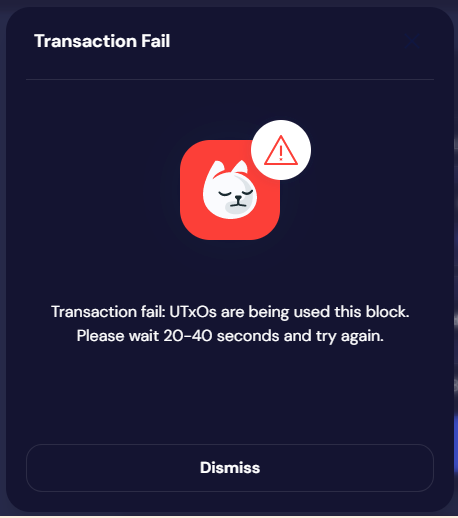 Transaction Fail
Transaction fail: UTxOs are being used this block.
Please wait 20-40 seconds and try again.
Dismiss